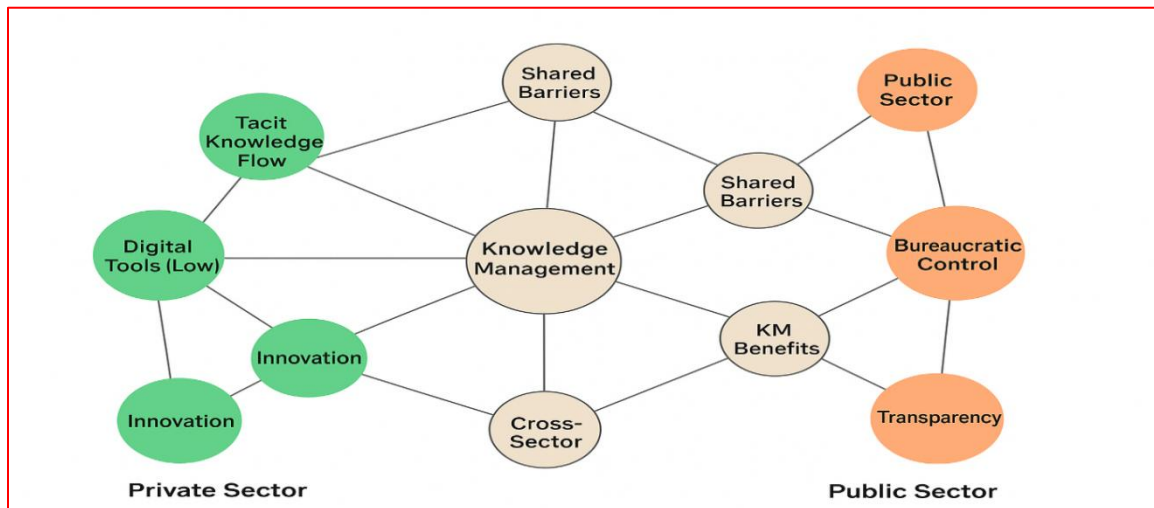 Shared
Barriers
Public
Sector
Tacit
Knowledge
Flow
Shared
Barriers
Digital
Tools (Low)
Knowledge
Management
Bureaucratic
Control
Innovation
KM
Benefits
Innovation
Cross-
Sector
Transparency
Private Sector
Public Sector